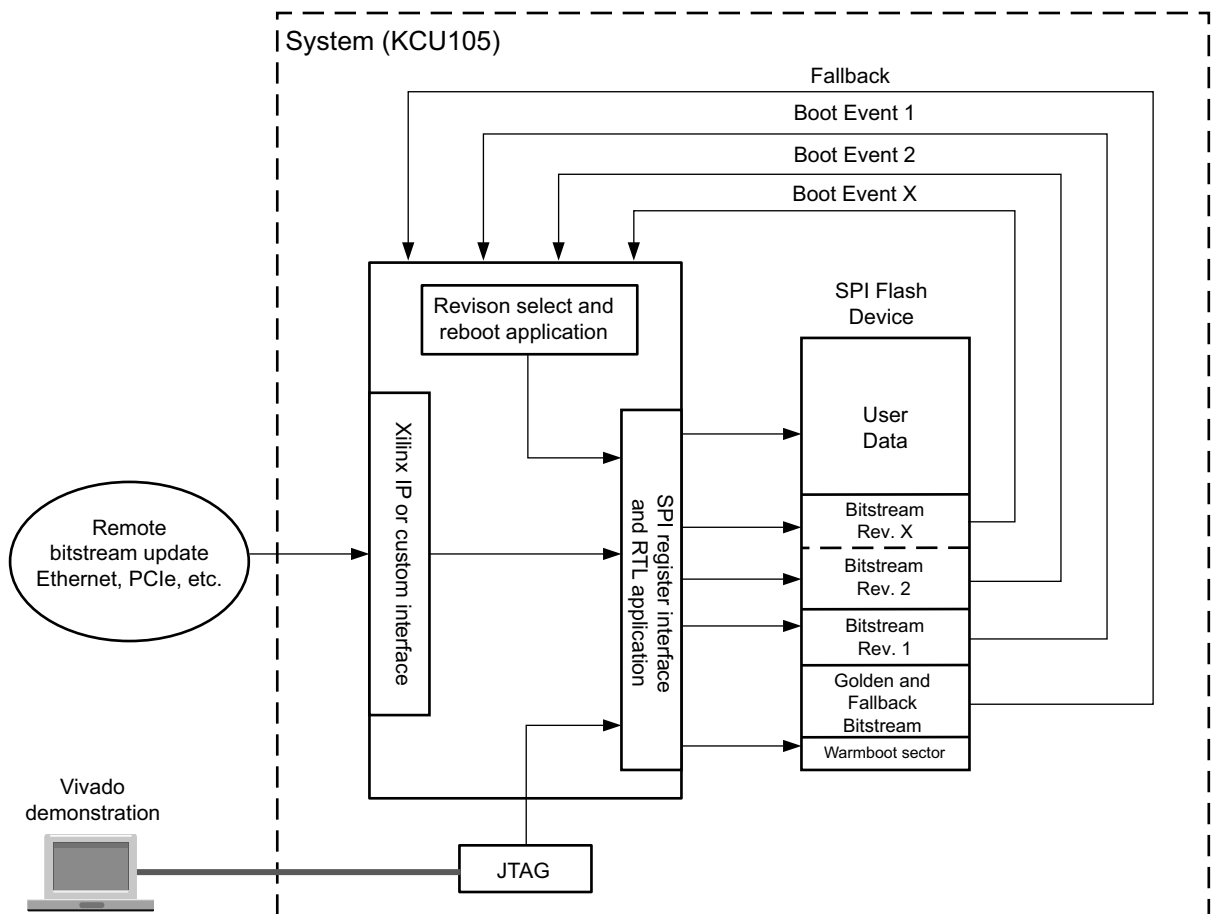 System (KCU105)
Fallback
Boot Event 1
Boot Event 2
Boot Event X
Revison select and
reboot application
SPI Flash
Device
User
Data
Xilinx IP or custom interface
SPI register interface
and RTL application
Bitstream
Rev. X
Bitstream
Rev. 2
Bitstream
Rev. 1
Golden and
Fallback
Bitstream
Warmboot sector
Remote
bitstream update
Ethernet, PCIe, etc.
Vivado
demonstration
JTAG